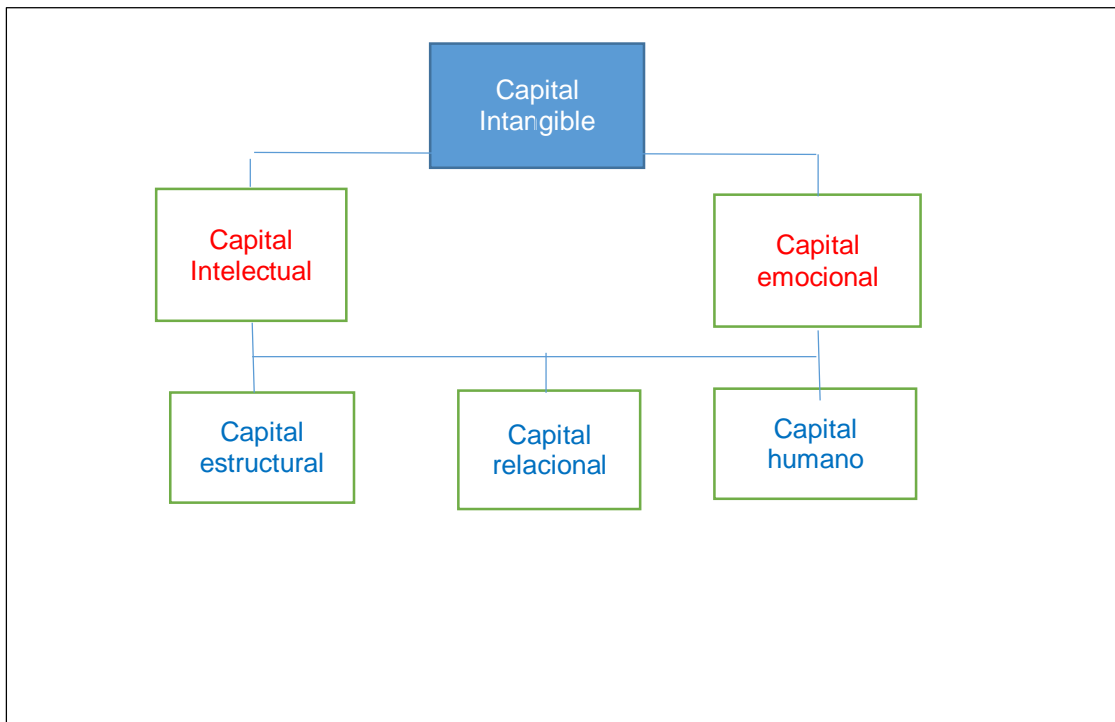 Capital
Intangible
Capital
Intelectual
Capital
emocional
Capital
estructural
Capital
relacional
Capital
humano